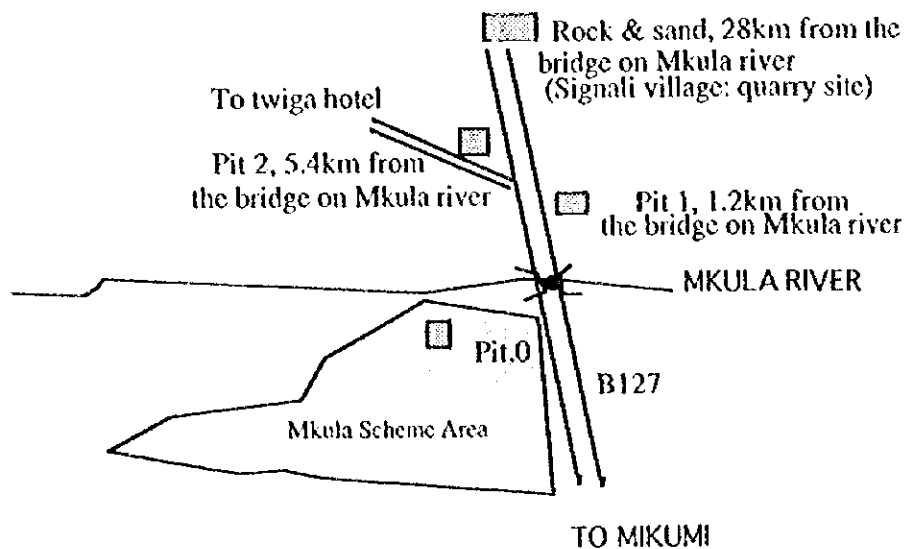 Rock & sand, 28km from the
bridge on Mkula river
(Signali village: quarry site)
To twiga hotel
Pit 2, 5.4km from
the bridge on Mkula river
Pit 1, 1.2km from
the bridge on Mkula river
MKULA RIVER
Pit.0
B127
Mkula Scheme Area
TO MIKUMI